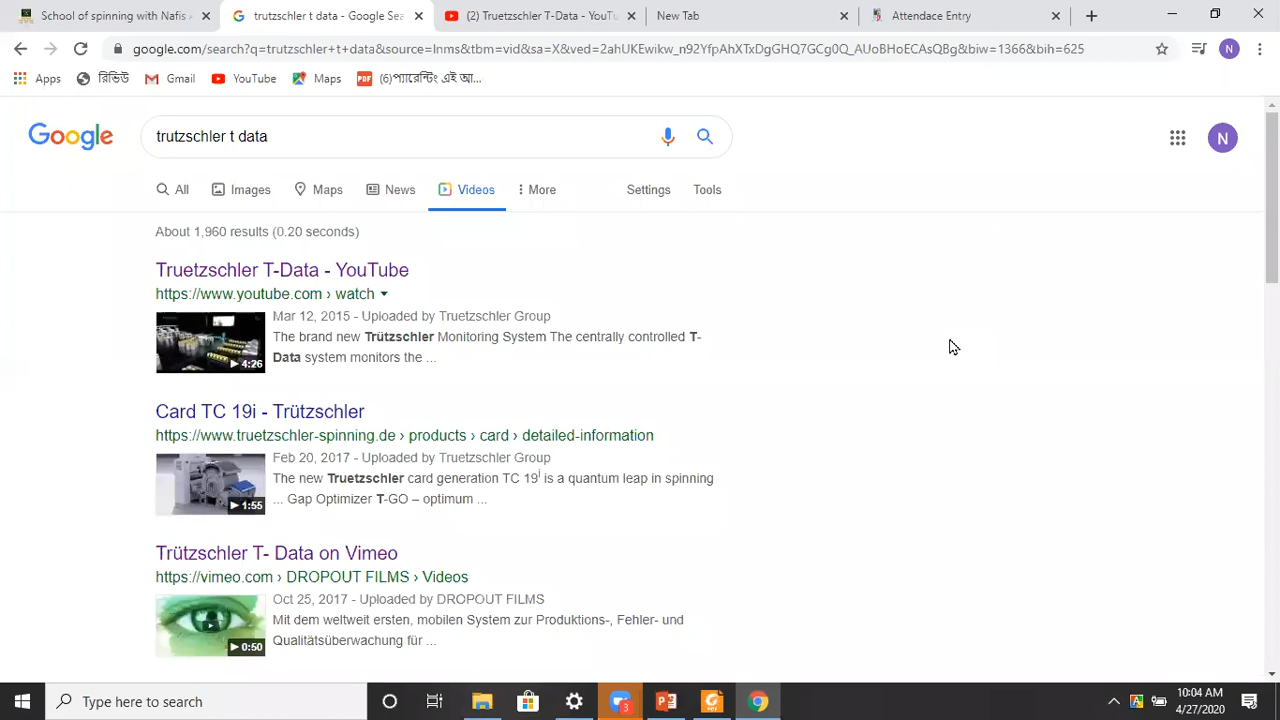 School of spinning with Nafis
trutzschler t data - Google Sea
(2) Truetzschler T-Data - YouTu
New Tab
Attendace Entry
google.com/search?q=trutzschler+t+data&source=lnms&tbm=vid&sa=X&ved=2ahUKEwikw_n92YfpAhXTxDgGHQ7GCg0Q_AUoBHoECAsQBg&biw=1366&bih=625
Apps
রিভিউ
Gmail
YouTube
Maps
PDF (6)প্যারেন্টিং এই আ...
N
Google
trutzschler t data
N
All Images Maps News Videos More Settings Tools
About 1,960 results (0.20 seconds)
Truetzschler T-Data - YouTube
https://www.youtube.com › watch
Mar 12, 2015 - Uploaded by Truetzschler Group
The brand new Trützschler Monitoring System The centrally controlled T-
Data system monitors the ...
4:26
Card TC 19i - Trützschler
https://www.truetzschler-spinning.de › products › card › detailed-information
Feb 20, 2017 - Uploaded by Truetzschler Group
The new Truetzschler card generation TC 19i is a quantum leap in spinning
... Gap Optimizer T-GO – optimum ...
1:55
Trützschler T- Data on Vimeo
https://vimeo.com › DROPOUT FILMS › Videos
Oct 25, 2017 - Uploaded by DROPOUT FILMS
Mit dem weltweit ersten, mobilen System zur Produktions-, Fehler- und
Qualitätsüberwachung für ...
0:50
Type here to search
3
A
10:04 AM
4/27/2020